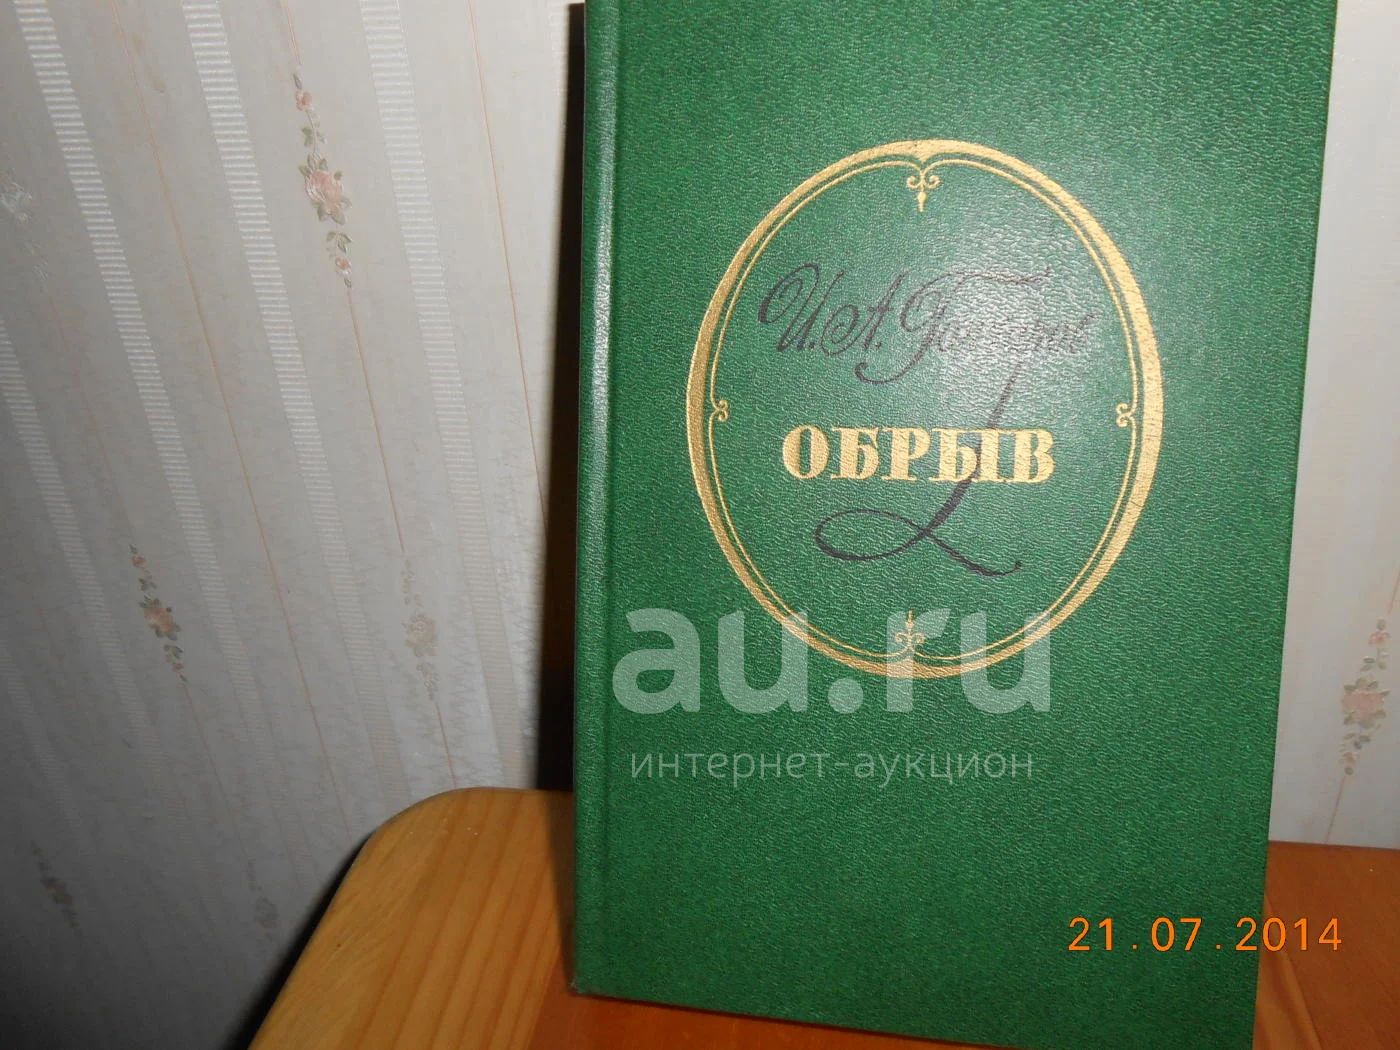 И.А. Гончаров
ОБРЫВ
au.ru
интернет-аукцион
21.07.2014